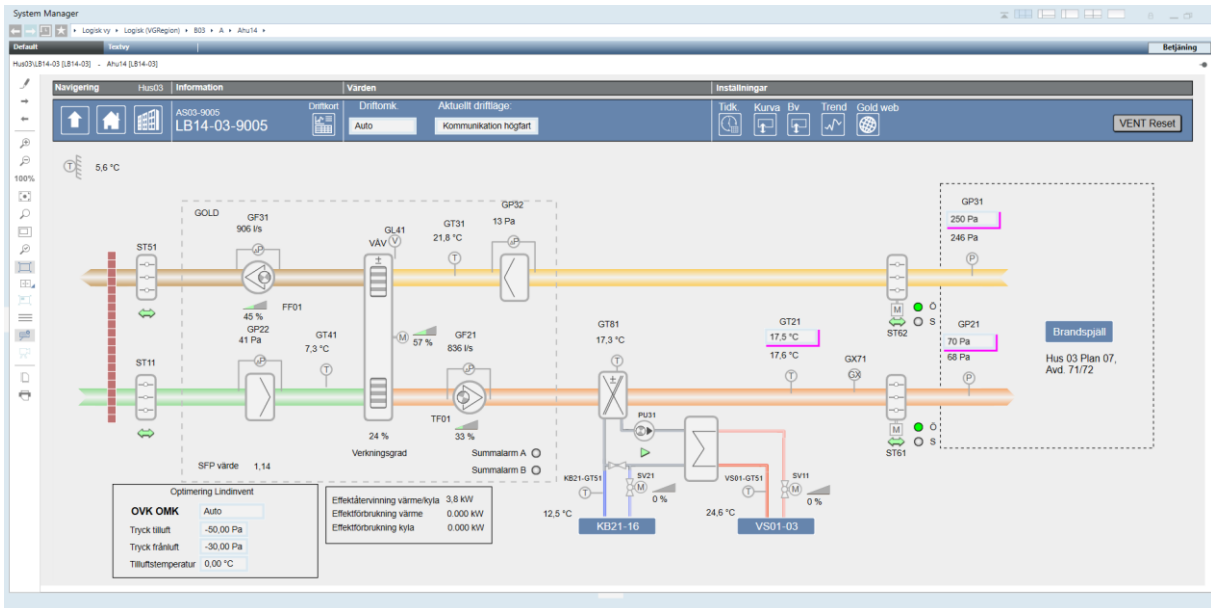 System Manager
Logisk vy
Logisk (VGRegion)
B03
A
Ahu14
Default
Textvy
Betjäning
Hus03\LB14-03 [LB14-03] - Ahu14 [LB14-03]
Navigering
Hus03
Information
Värden
Inställningar
AS03-9005
LB14-03-9005
Driftkort
Driftomk.
Auto
Aktuellt driftläge:
Kommunikation högfart
Tidk.
Kurva
Bv
Trend
Gold web
VENT Reset
100%
T
5,6 °C
GOLD
GF31
906 l/s
GP32
13 Pa
GL41
VÄV
V
GT31
21,8 °C
T
ST51
45 %
FF01
GP31
250 Pa
246 Pa
P
M
Ö
S
ST62
GP22
41 Pa
GT41
7,3 °C
T
M
57 %
GF21
836 l/s
GT81
17,3 °C
T
GT21
17,5 °C
17,6 °C
T
GX71
GX
GP21
70 Pa
68 Pa
P
Brandspjäll
Hus 03 Plan 07,
Avd. 71/72
ST11
TF01
33 %
24 %
Verkningsgrad
PU31
M
Ö
S
ST61
Summalarm A
Summalarm B
SFP värde 1,14
KB21-GT51
T
12,5 °C
SV21
M
0 %
VS01-GT51
T
24,6 °C
SV11
M
0 %
KB21-16
VS01-03
Optimering Lindinvent
OVK OMK Auto
Tryck tilluft -50,00 Pa
Tryck frånluft -30,00 Pa
Tilluftstemperatur 0,00 °C
Effektåtervinning värme/kyla 3,8 kW
Effektförbrukning värme 0.000 kW
Effektförbrukning kyla 0.000 kW